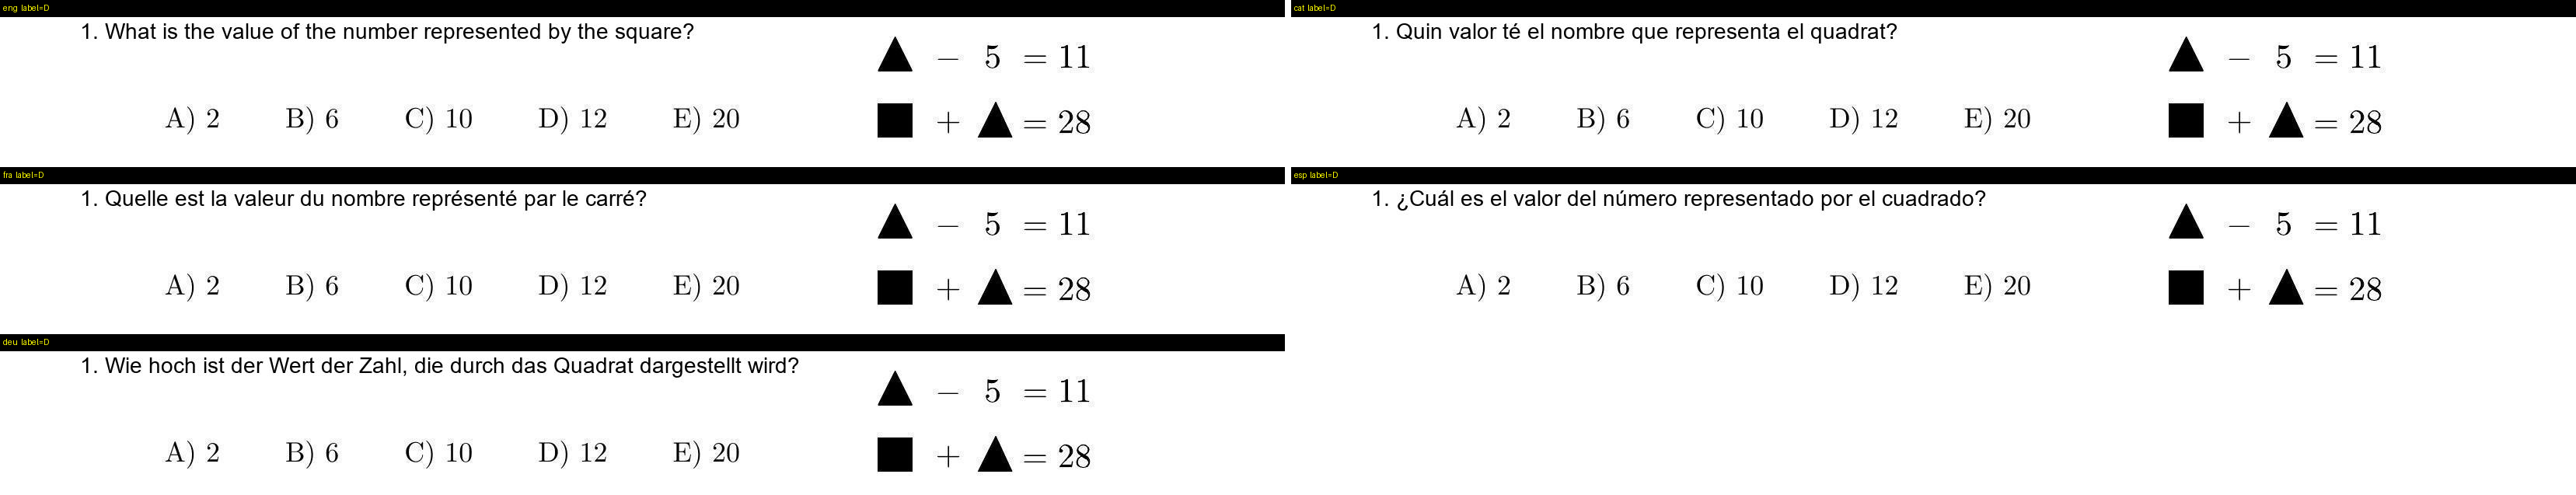 eng label=D
1. What is the value of the number represented by the square?
▲ − 5 = 11
A) 2 B) 6 C) 10 D) 12 E) 20
■ + ▲ = 28
cat label=D
1. Quin valor té el nombre que representa el quadrat?
▲ − 5 = 11
A) 2 B) 6 C) 10 D) 12 E) 20
■ + ▲ = 28
fra label=D
1. Quelle est la valeur du nombre représenté par le carré?
▲ − 5 = 11
A) 2 B) 6 C) 10 D) 12 E) 20
■ + ▲ = 28
esp label=D
1. ¿Cuál es el valor del número representado por el cuadrado?
▲ − 5 = 11
A) 2 B) 6 C) 10 D) 12 E) 20
■ + ▲ = 28
deu label=D
1. Wie hoch ist der Wert der Zahl, die durch das Quadrat dargestellt wird?
▲ − 5 = 11
A) 2 B) 6 C) 10 D) 12 E) 20
■ + ▲ = 28